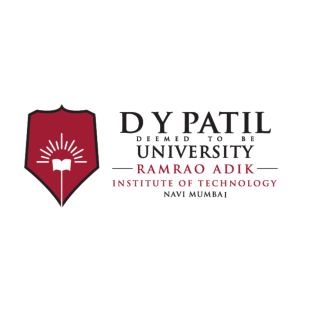 D Y PATIL
DEEMED TO BE
UNIVERSITY
RAMRAO ADIK
INSTITUTE OF TECHNOLOGY
NAVI MUMBAI